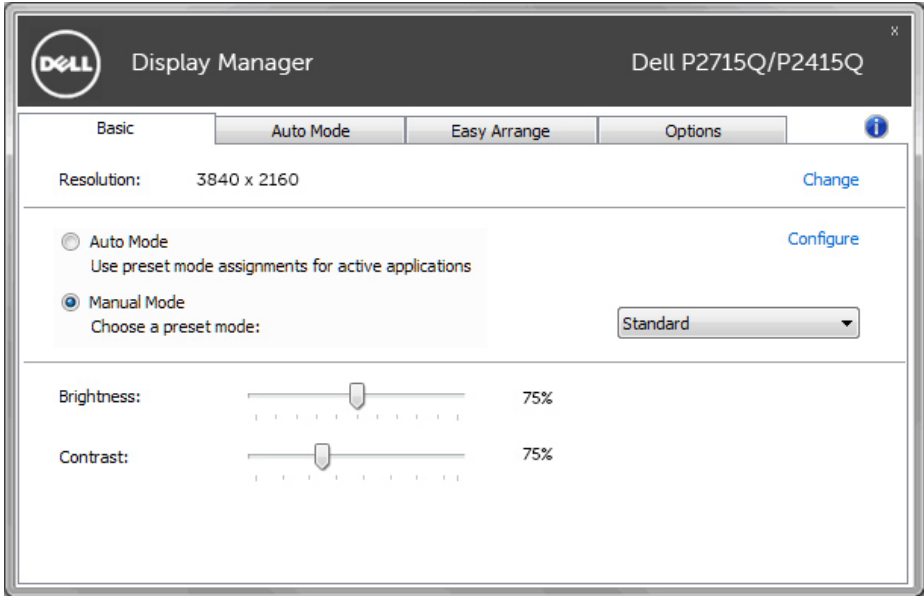 DELL Display Manager Dell P2715Q/P2415Q x
Basic Auto Mode Easy Arrange Options i
Resolution: 3840 x 2160 Change
Auto Mode Configure
Use preset mode assignments for active applications
Manual Mode
Choose a preset mode: Standard
Brightness: 75%
Contrast: 75%